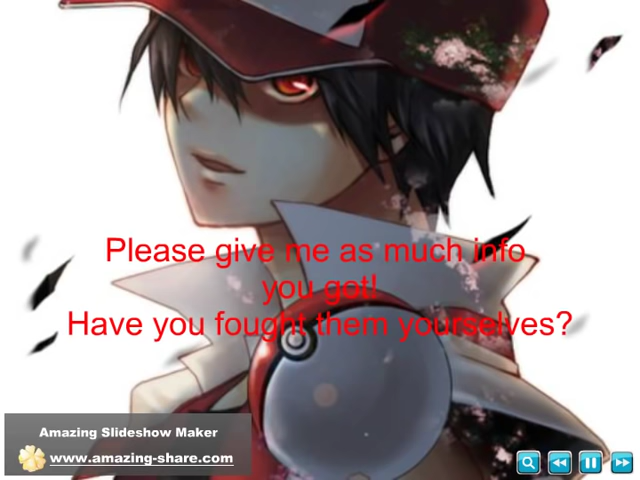 Please give me as much info
you got!
Have you fought them yourselves?
Amazing Slideshow Maker
www.amazing-share.com